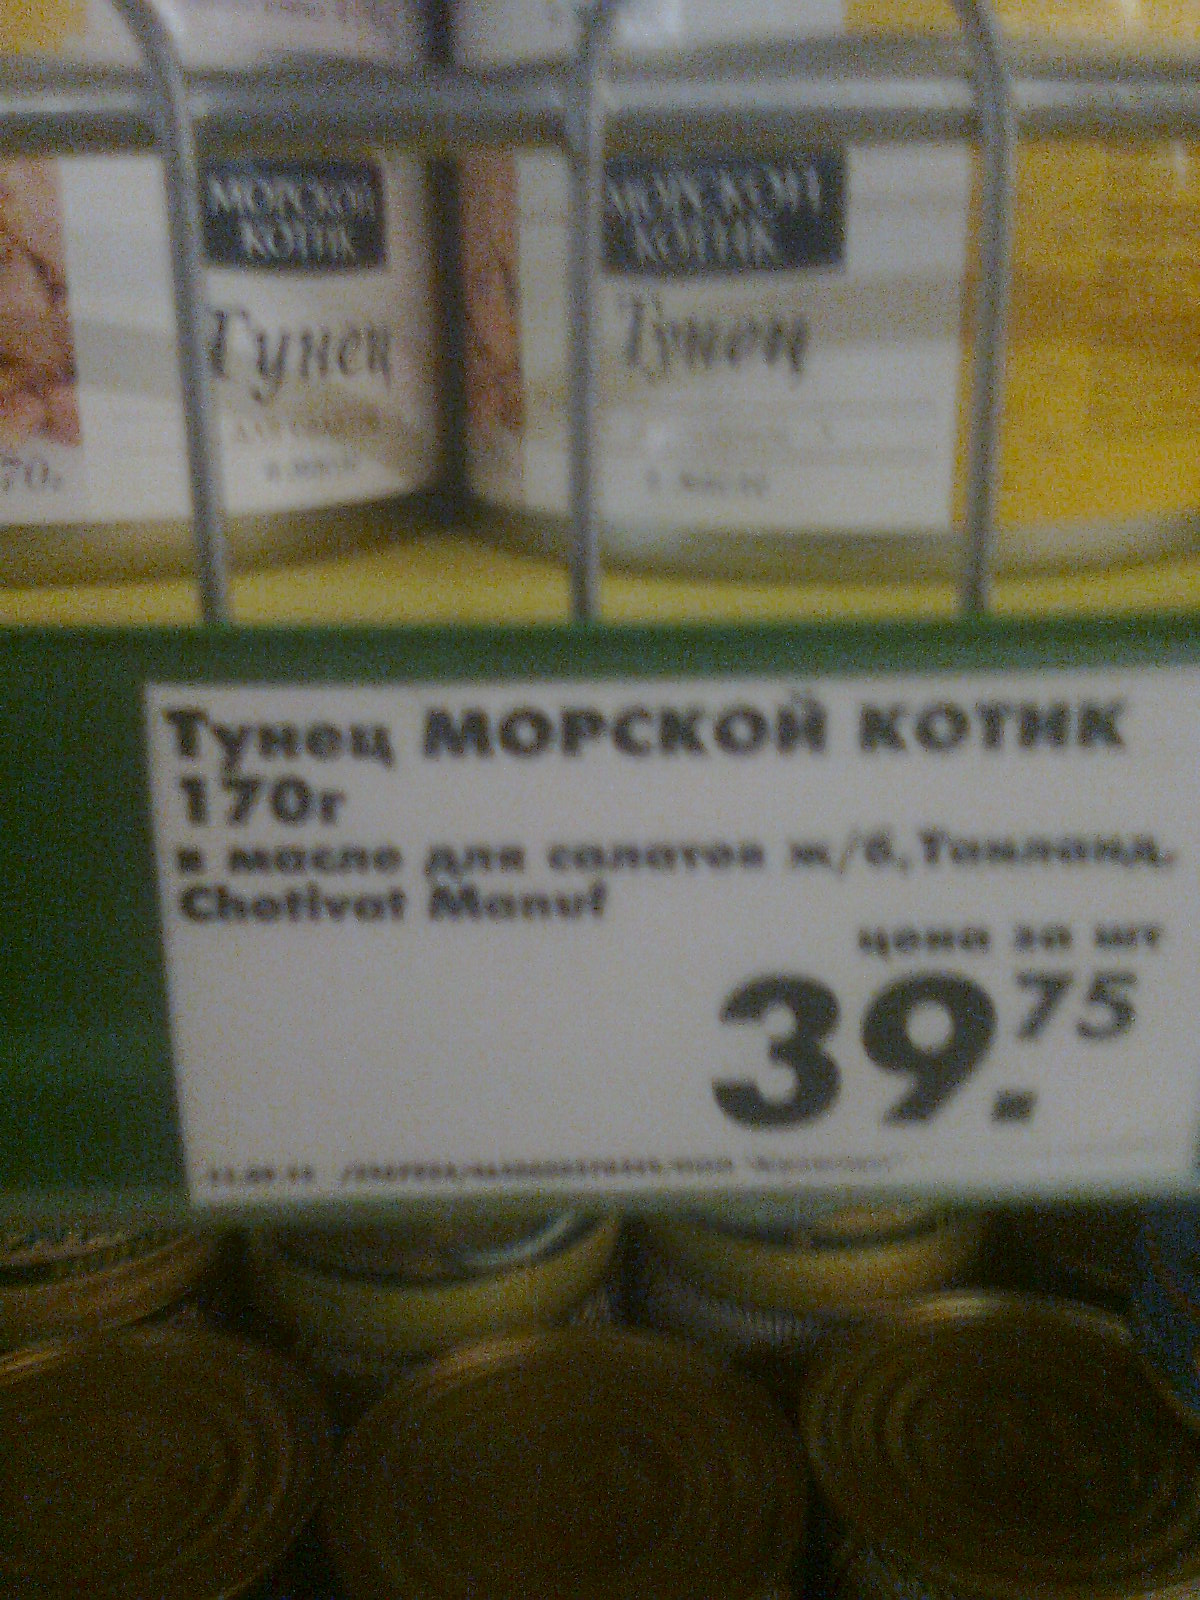 МОРСКОЙ
КОТИК
Тунец
МОРСКОЙ
КОТИК
Тунец
70г
Тунец МОРСКОЙ КОТИК
170г
в масле для салатов ж/б, Таиланд,
Chotivat Manuf
цена за шт
39.75